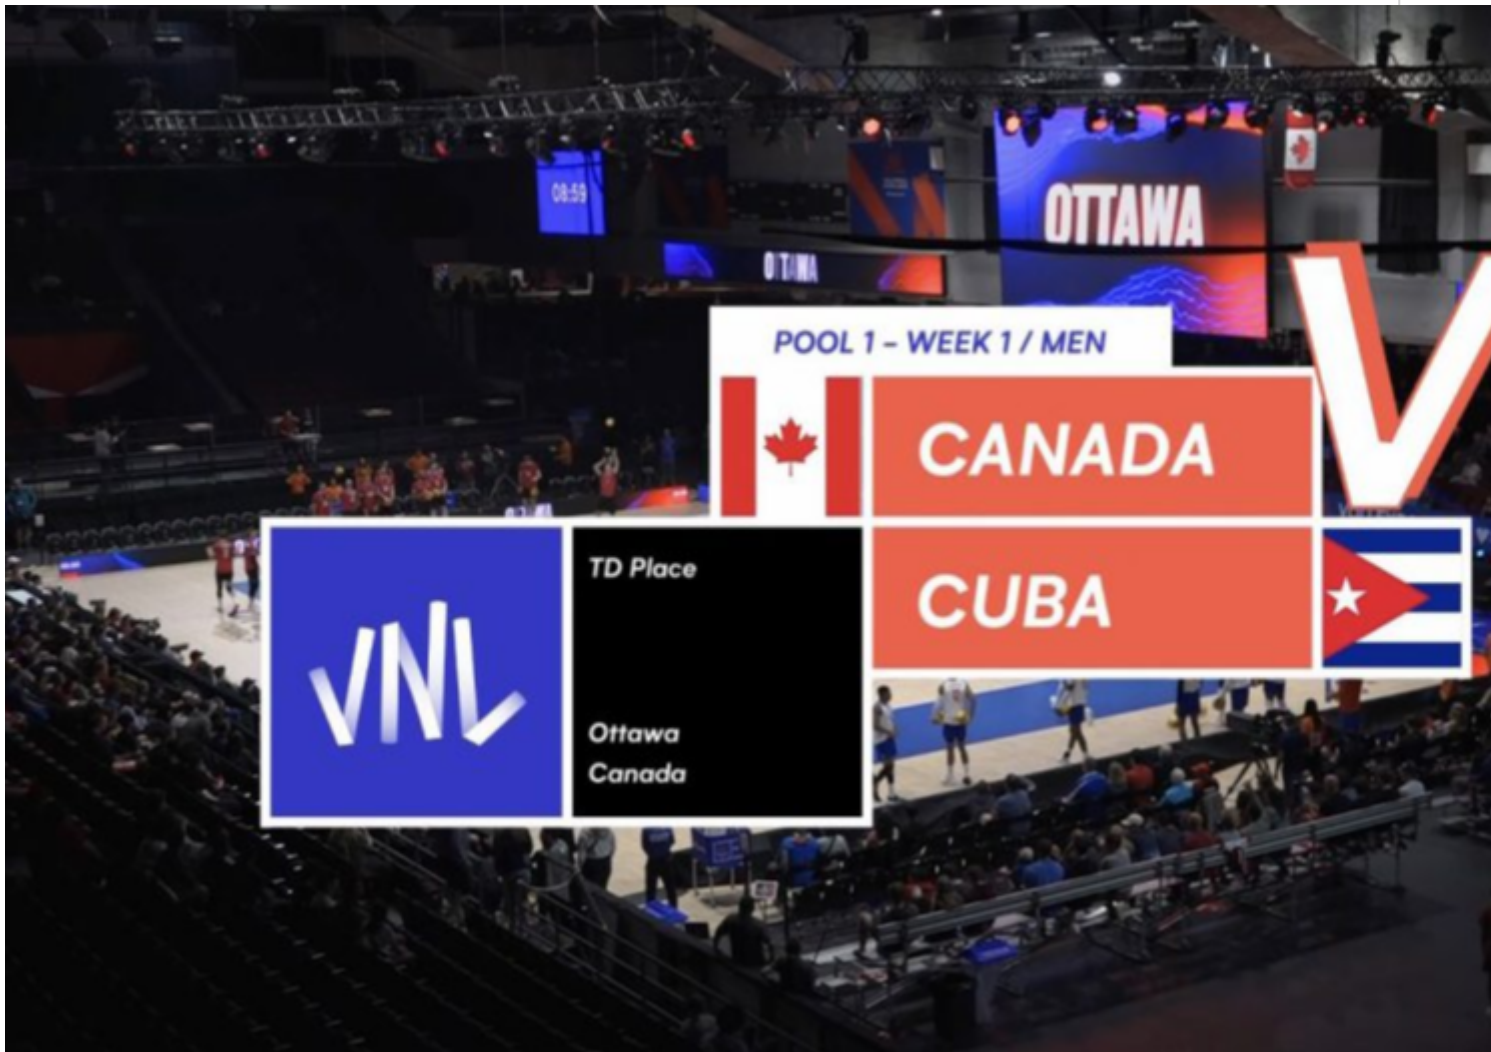 08:59
OTTAWA
OTTAWA
POOL 1 - WEEK 1 / MEN
CANADA
V
CUBA
VNL
TD Place
Ottawa
Canada